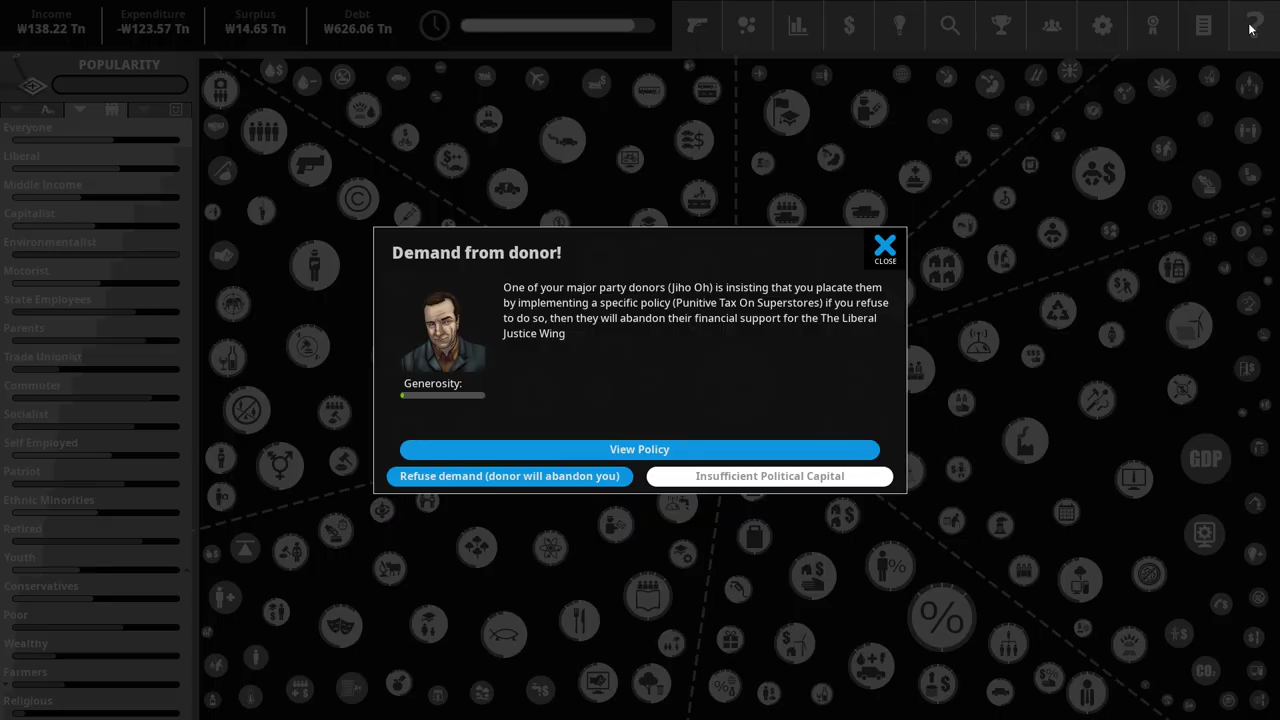 Income
Expenditure
Surplus
Debt
₩138.22 Tn
-₩123.57 Tn
₩14.65 Tn
₩626.06 Tn
POPULARITY
Everyone
Liberal
Middle Income
Capitalist
Environmentalist
Motorist
State Employees
Parents
Trade Unionist
Commuter
Socialist
Self Employed
Patriot
Ethnic Minorities
Retired
Youth
Conservatives
Poor
Wealthy
Farmers
Religious
Demand from donor!
CLOSE
One of your major party donors (Jiho Oh) is insisting that you placate them
by implementing a specific policy (Punitive Tax On Superstores) if you refuse
to do so, then they will abandon their financial support for the The Liberal
Justice Wing
Generosity:
View Policy
Refuse demand (donor will abandon you)
Insufficient Political Capital
GDP
CO₂